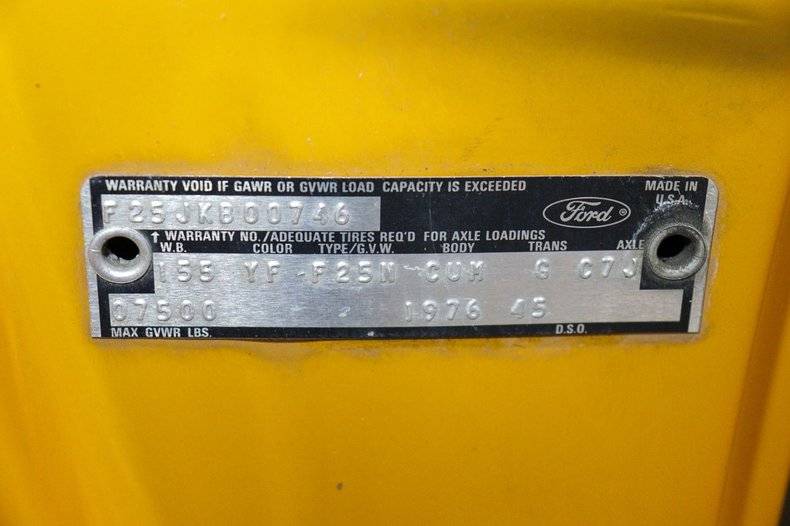 WARRANTY VOID IF GAWR OR GVWR LOAD CAPACITY IS EXCEEDED
MADE IN U.S.A.
F25JKB00746
Ford ®
↑ WARRANTY NO./ADEQUATE TIRES REQ'D FOR AXLE LOADINGS
W.B. COLOR TYPE/G.V.W. BODY TRANS AXLE
155 YF F25N CUM G C7J
07500 1976 45
MAX GVWR LBS. D.S.O.